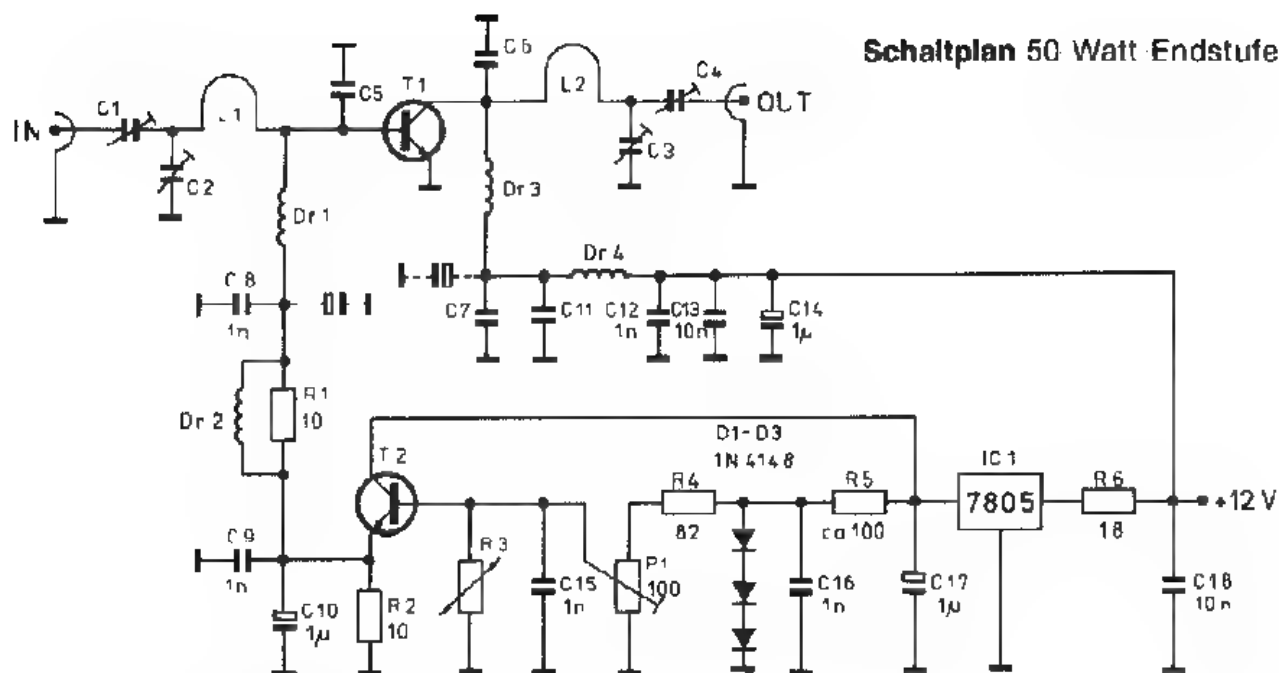 Schaltplan 50 Watt Endstufe
C6
C4
T1
C5
L2
OUT
C1
IN
L1
C3
C2
Dr 3
Dr 1
Dr 4
C8
1n
C7
C11
C12
1n
C13
10n
C14
1µ
R1
10
Dr 2
D1-D3
1N 4148
IC 1
T2
R4
82
R5
ca 100
7805
R6
18
+12 V
C9
1n
R3
P1
100
C15
1n
C16
1n
C17
1µ
C18
10n
C10
1µ
R2
10